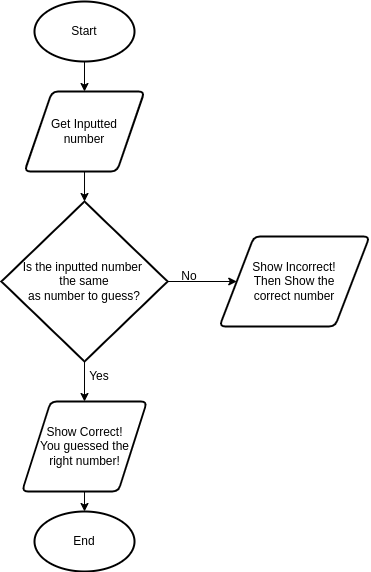 Start
Get Inputted
number
Is the inputted number
the same
as number to guess?
No
Show Incorrect!
Then Show the
correct number
Yes
Show Correct!
You guessed the
right number!
End